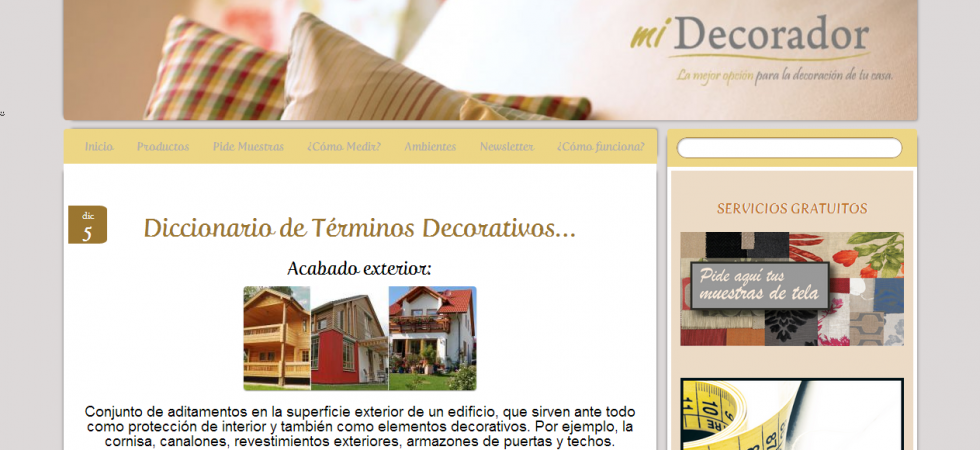 mi Decorador
La mejor opción para la decoración de tu casa.
Inicio Productos Pide Muestras ¿Cómo Medir? Ambientes Newsletter ¿Cómo funciona?
dic
5
Diccionario de Términos Decorativos...
Acabado exterior:
Conjunto de aditamentos en la superficie exterior de un edificio, que sirven ante todo
como protección de interior y también como elementos decorativos. Por ejemplo, la
cornisa, canalones, revestimientos exteriores, armazones de puertas y techos.
SERVICIOS GRATUITOS
Pide aquí tus
muestras de tela
10
11